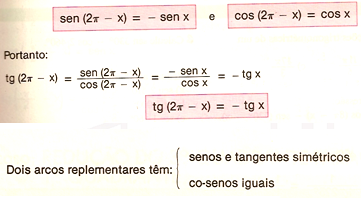 sen (2π − x) = − sen x e cos (2π − x) = cos x
Portanto:
tg (2π − x) = sen (2π − x) / cos (2π − x) = − sen x / cos x = − tg x
tg (2π − x) = − tg x
Dois arcos replementares têm: { senos e tangentes simétricos
co-senos iguais